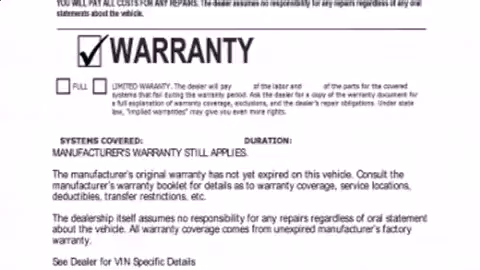 YOU WILL PAY ALL COSTS FOR ANY REPAIRS. The dealer assumes no responsibility for any repairs regardless of any oral
statements about the vehicle.
WARRANTY
FULL LIMITED WARRANTY. The dealer will pay of the labor and of the parts for the covered
systems that fail during the warranty period. Ask the dealer for a copy of the warranty document for
a full explanation of warranty coverage, exclusions, and the dealer's repair obligations. Under state
law, "implied warranties" may give you even more rights.
SYSTEMS COVERED: DURATION:
MANUFACTURER'S WARRANTY STILL APPLIES.
The manufacturer's original warranty has not yet expired on this vehicle. Consult the
manufacturer's warranty booklet for details as to warranty coverage, service locations,
deductibles, transfer restrictions, etc.
The dealership itself assumes no responsibility for any repairs regardless of oral statement
about the vehicle. All warranty coverage comes from unexpired manufacturer's factory
warranty.
See Dealer for VIN Specific Details